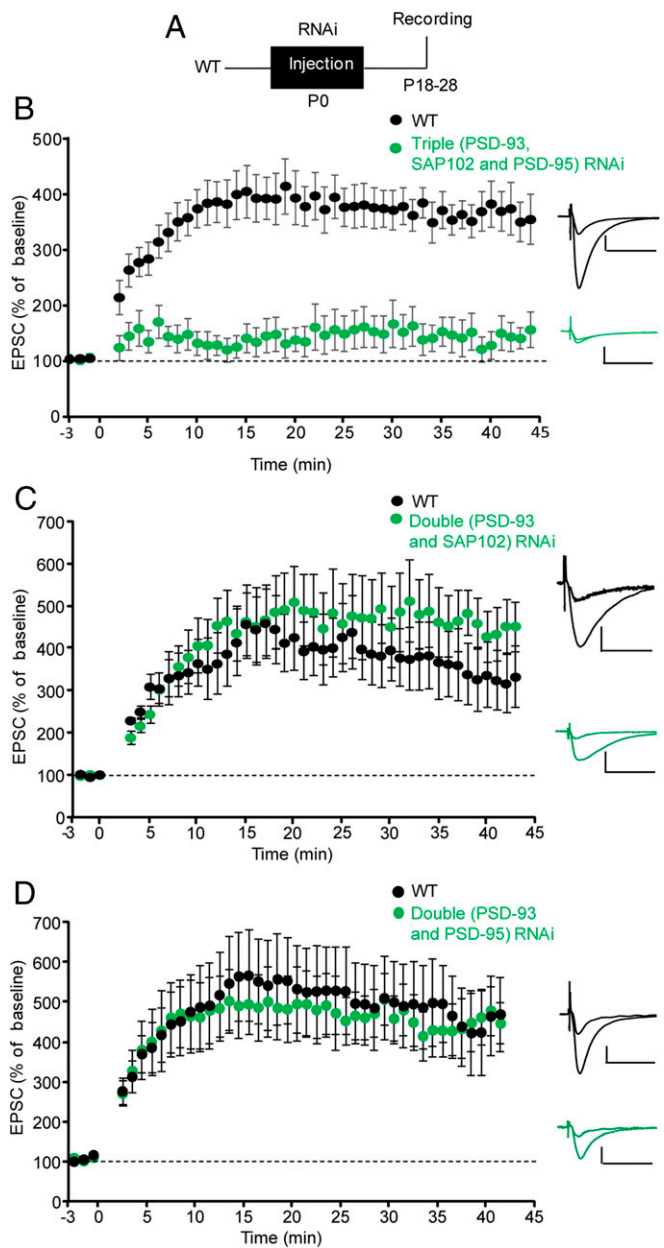 A
RNAi
Recording
WT
Injection
P0
P18-28
B
WT
Triple (PSD-93,
SAP102 and PSD-95) RNAi
EPSC (% of baseline)
500
400
300
200
100
0
-3 0 5 10 15 20 25 30 35 40 45
Time (min)
C
WT
Double (PSD-93
and SAP102) RNAi
EPSC (% of baseline)
700
600
500
400
300
200
100
0
-3 0 5 10 15 20 25 30 35 40 45
Time (min)
D
WT
Double (PSD-93
and PSD-95) RNAi
EPSC (% of baseline)
700
600
500
400
300
200
100
0
-3 0 5 10 15 20 25 30 35 40 45
Time (min)